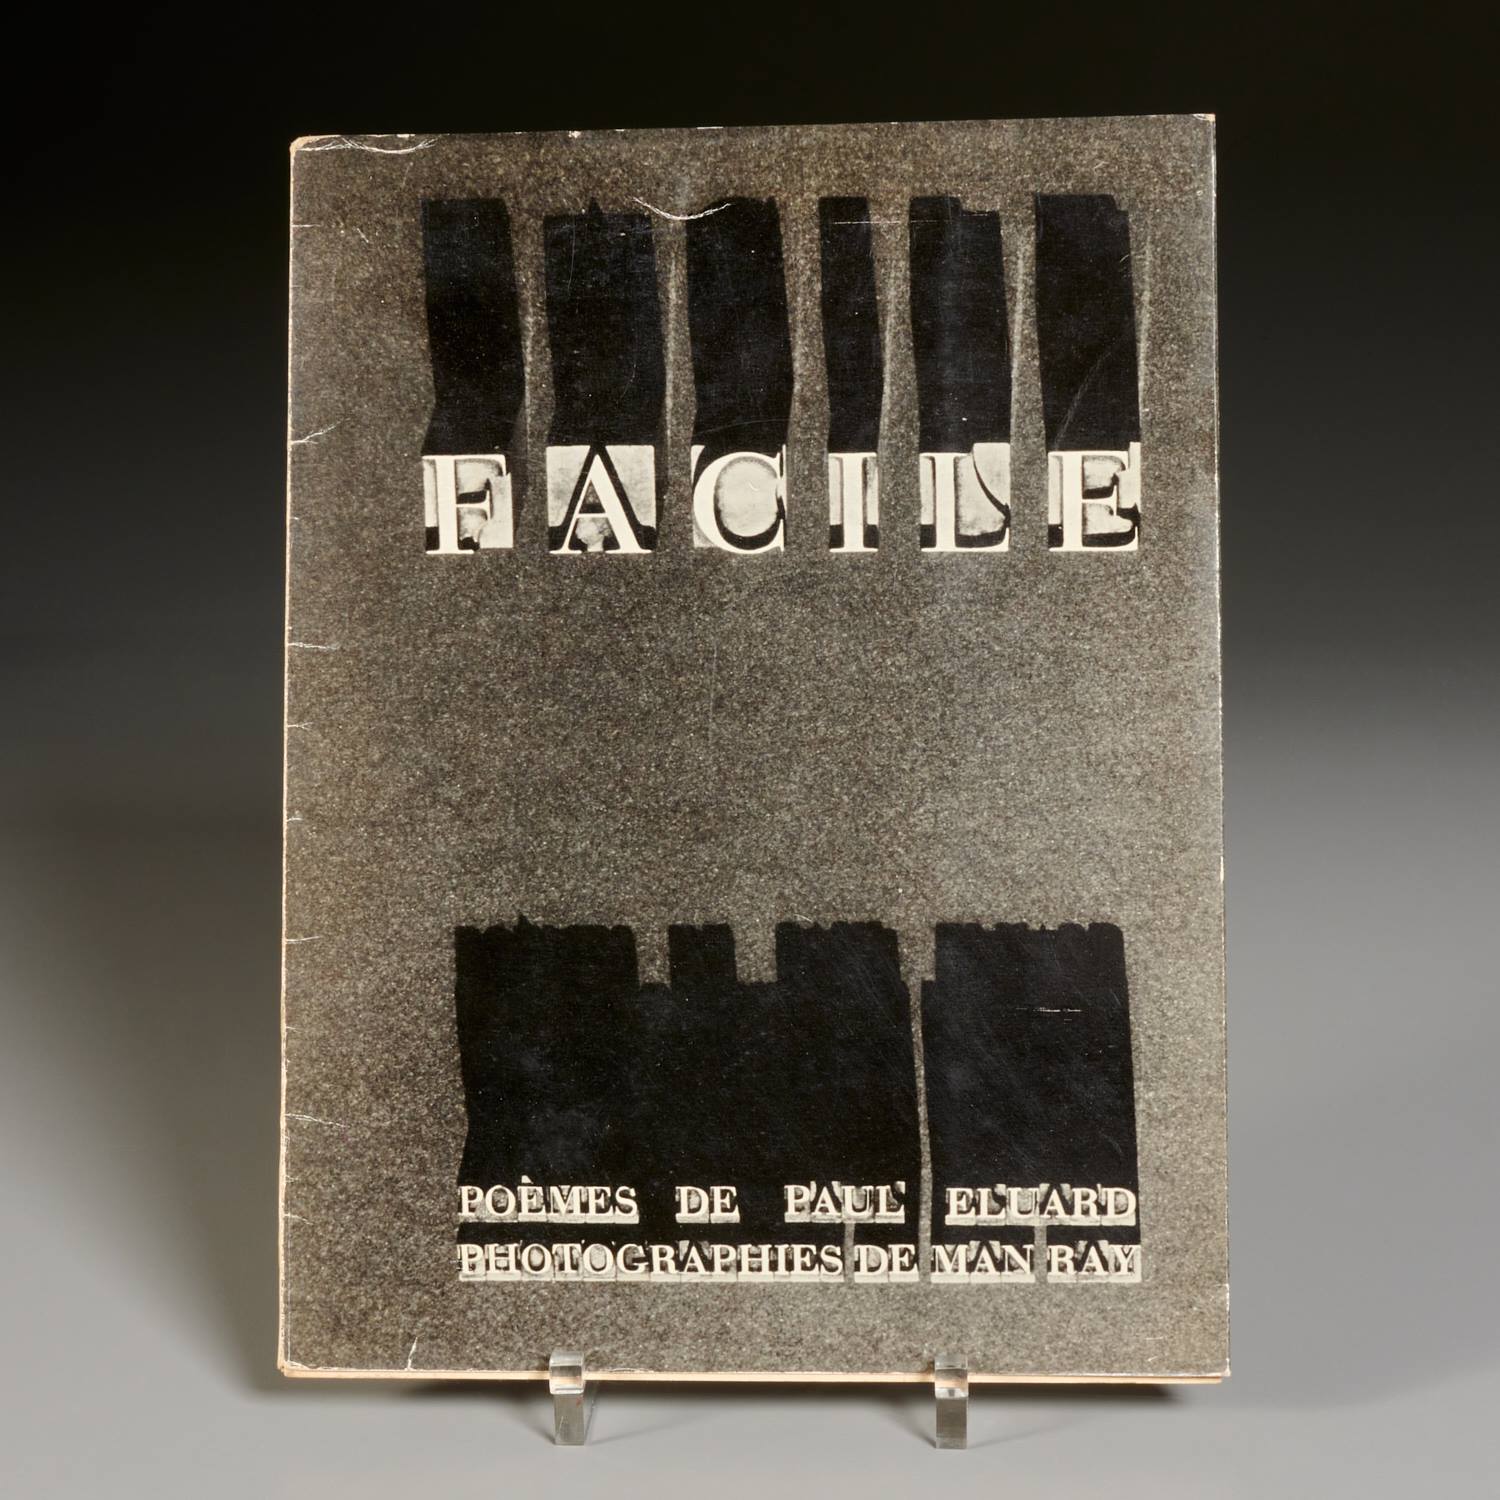 FACILE
POÈMES DE PAUL ELUARD
PHOTOGRAPHIES DE MAN RAY